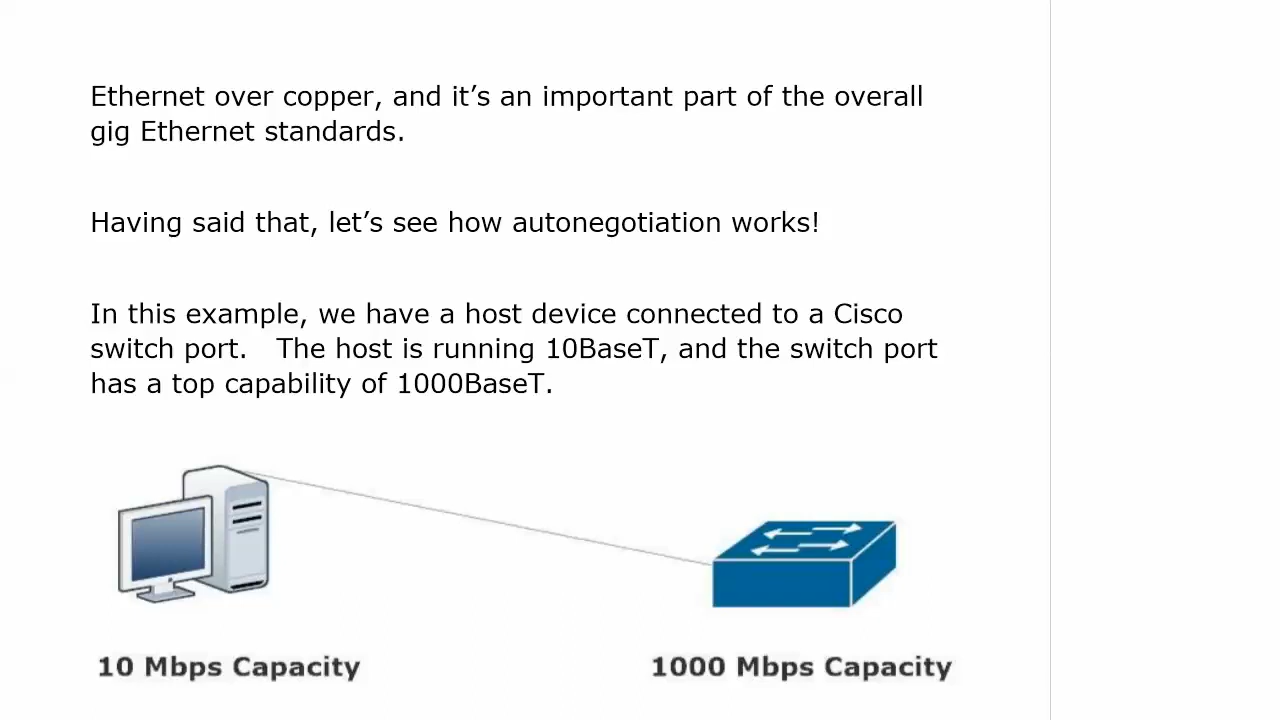 Ethernet over copper, and it’s an important part of the overall
gig Ethernet standards.
Having said that, let’s see how autonegotiation works!
In this example, we have a host device connected to a Cisco
switch port.   The host is running 10BaseT, and the switch port
has a top capability of 1000BaseT.
10 Mbps Capacity
1000 Mbps Capacity